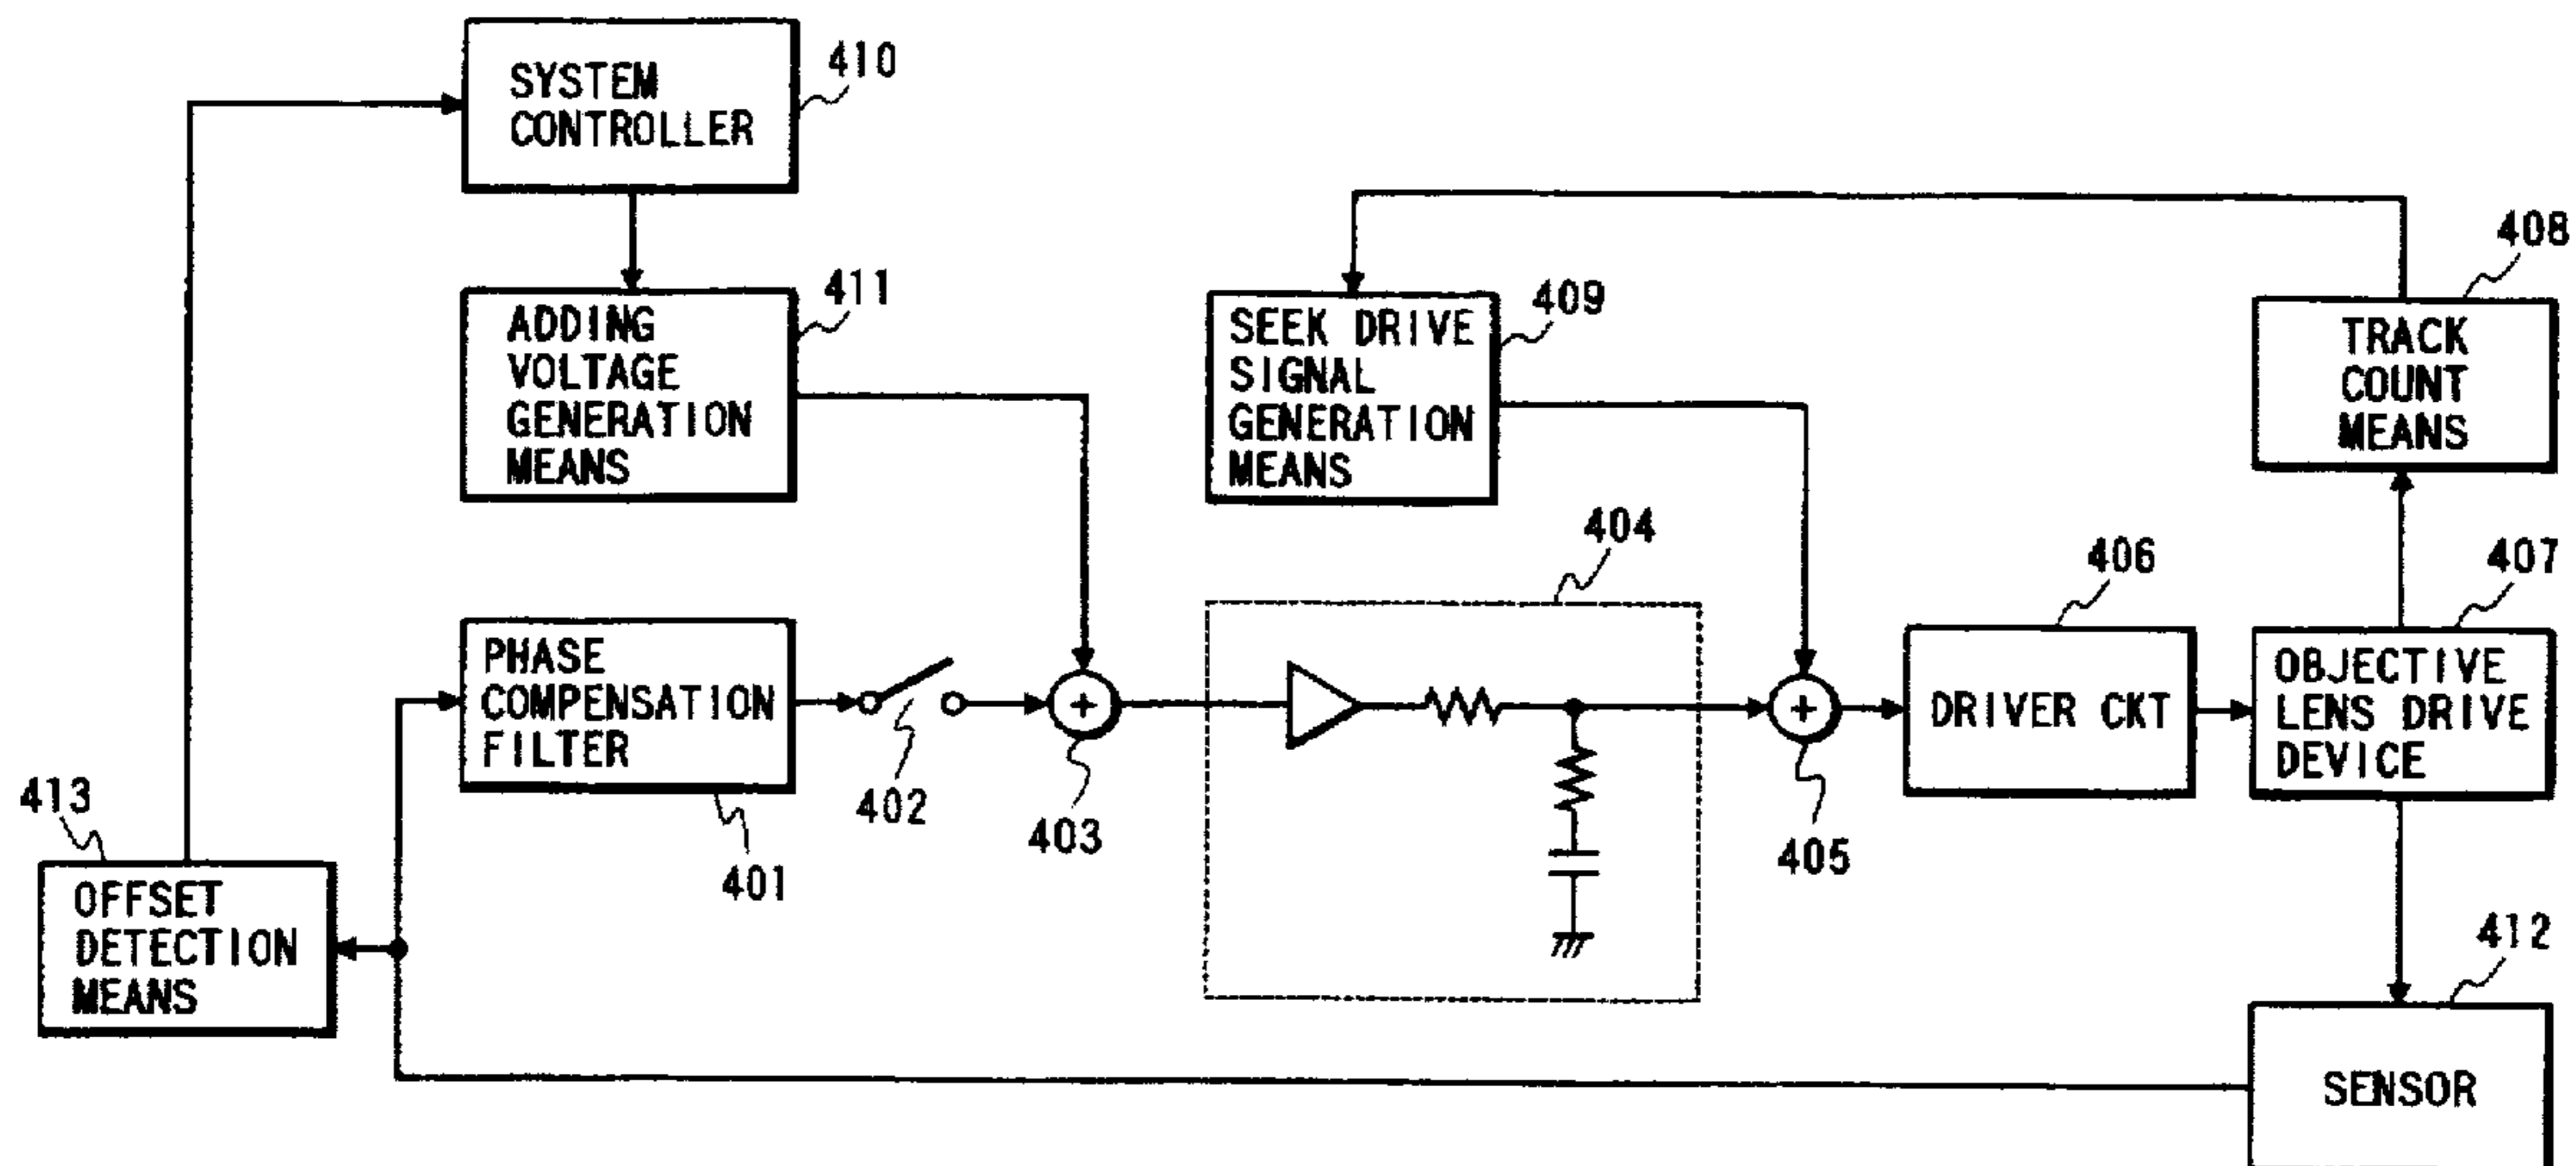 SYSTEM
CONTROLLER
410
ADDING
VOLTAGE
GENERATION
MEANS
411
SEEK DRIVE
SIGNAL
GENERATION
MEANS
409
TRACK
COUNT
MEANS
408
PHASE
COMPENSATION
FILTER
401
402
+
403
404
+
405
DRIVER CKT
406
OBJECTIVE
LENS DRIVE
DEVICE
407
OFFSET
DETECTION
MEANS
413
SENSOR
412